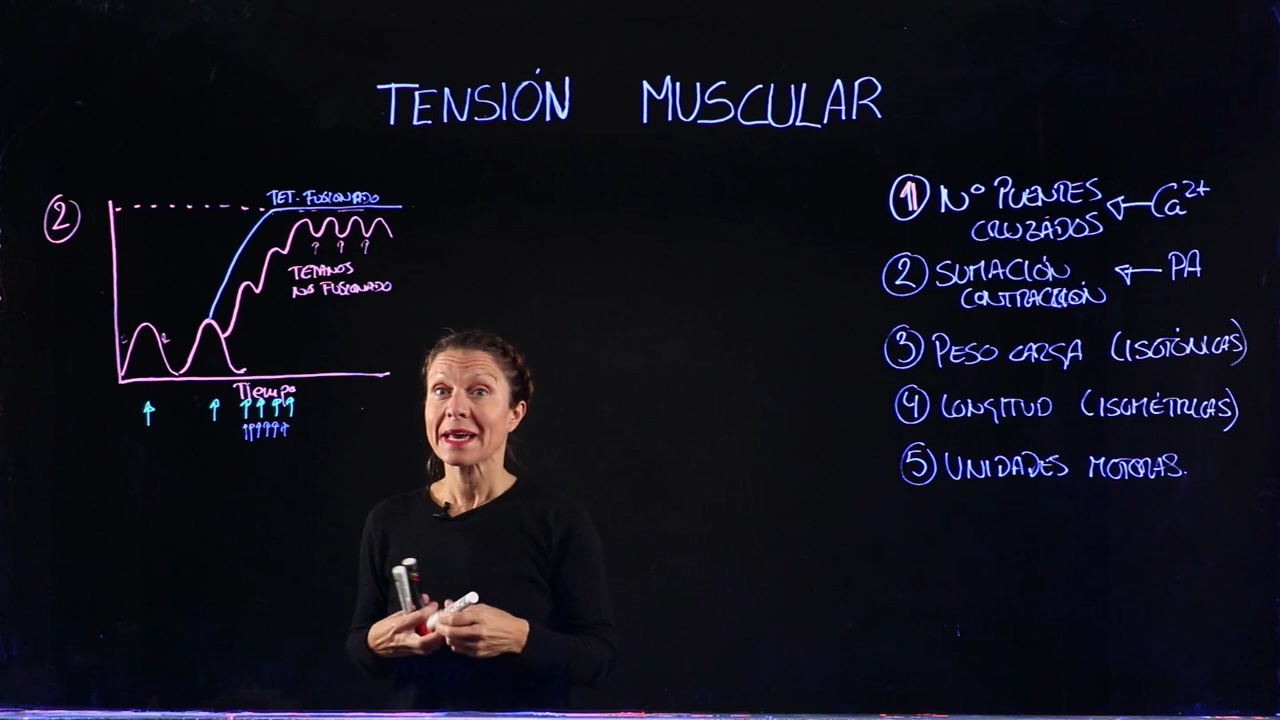 TENSIÓN MUSCULAR
②
TET. FUSIONADO
TETANOS
NO FUSIONADO
Tiempo
① Nº PUENTES
CRUZADOS
Ca²⁺
② SUMACIÓN
CONTRACCIÓN
PA
③ PESO CARGA (ISOTÓNICAS)
④ LONGITUD (ISOMÉTRICAS)
⑤ UNIDADES MOTORAS.